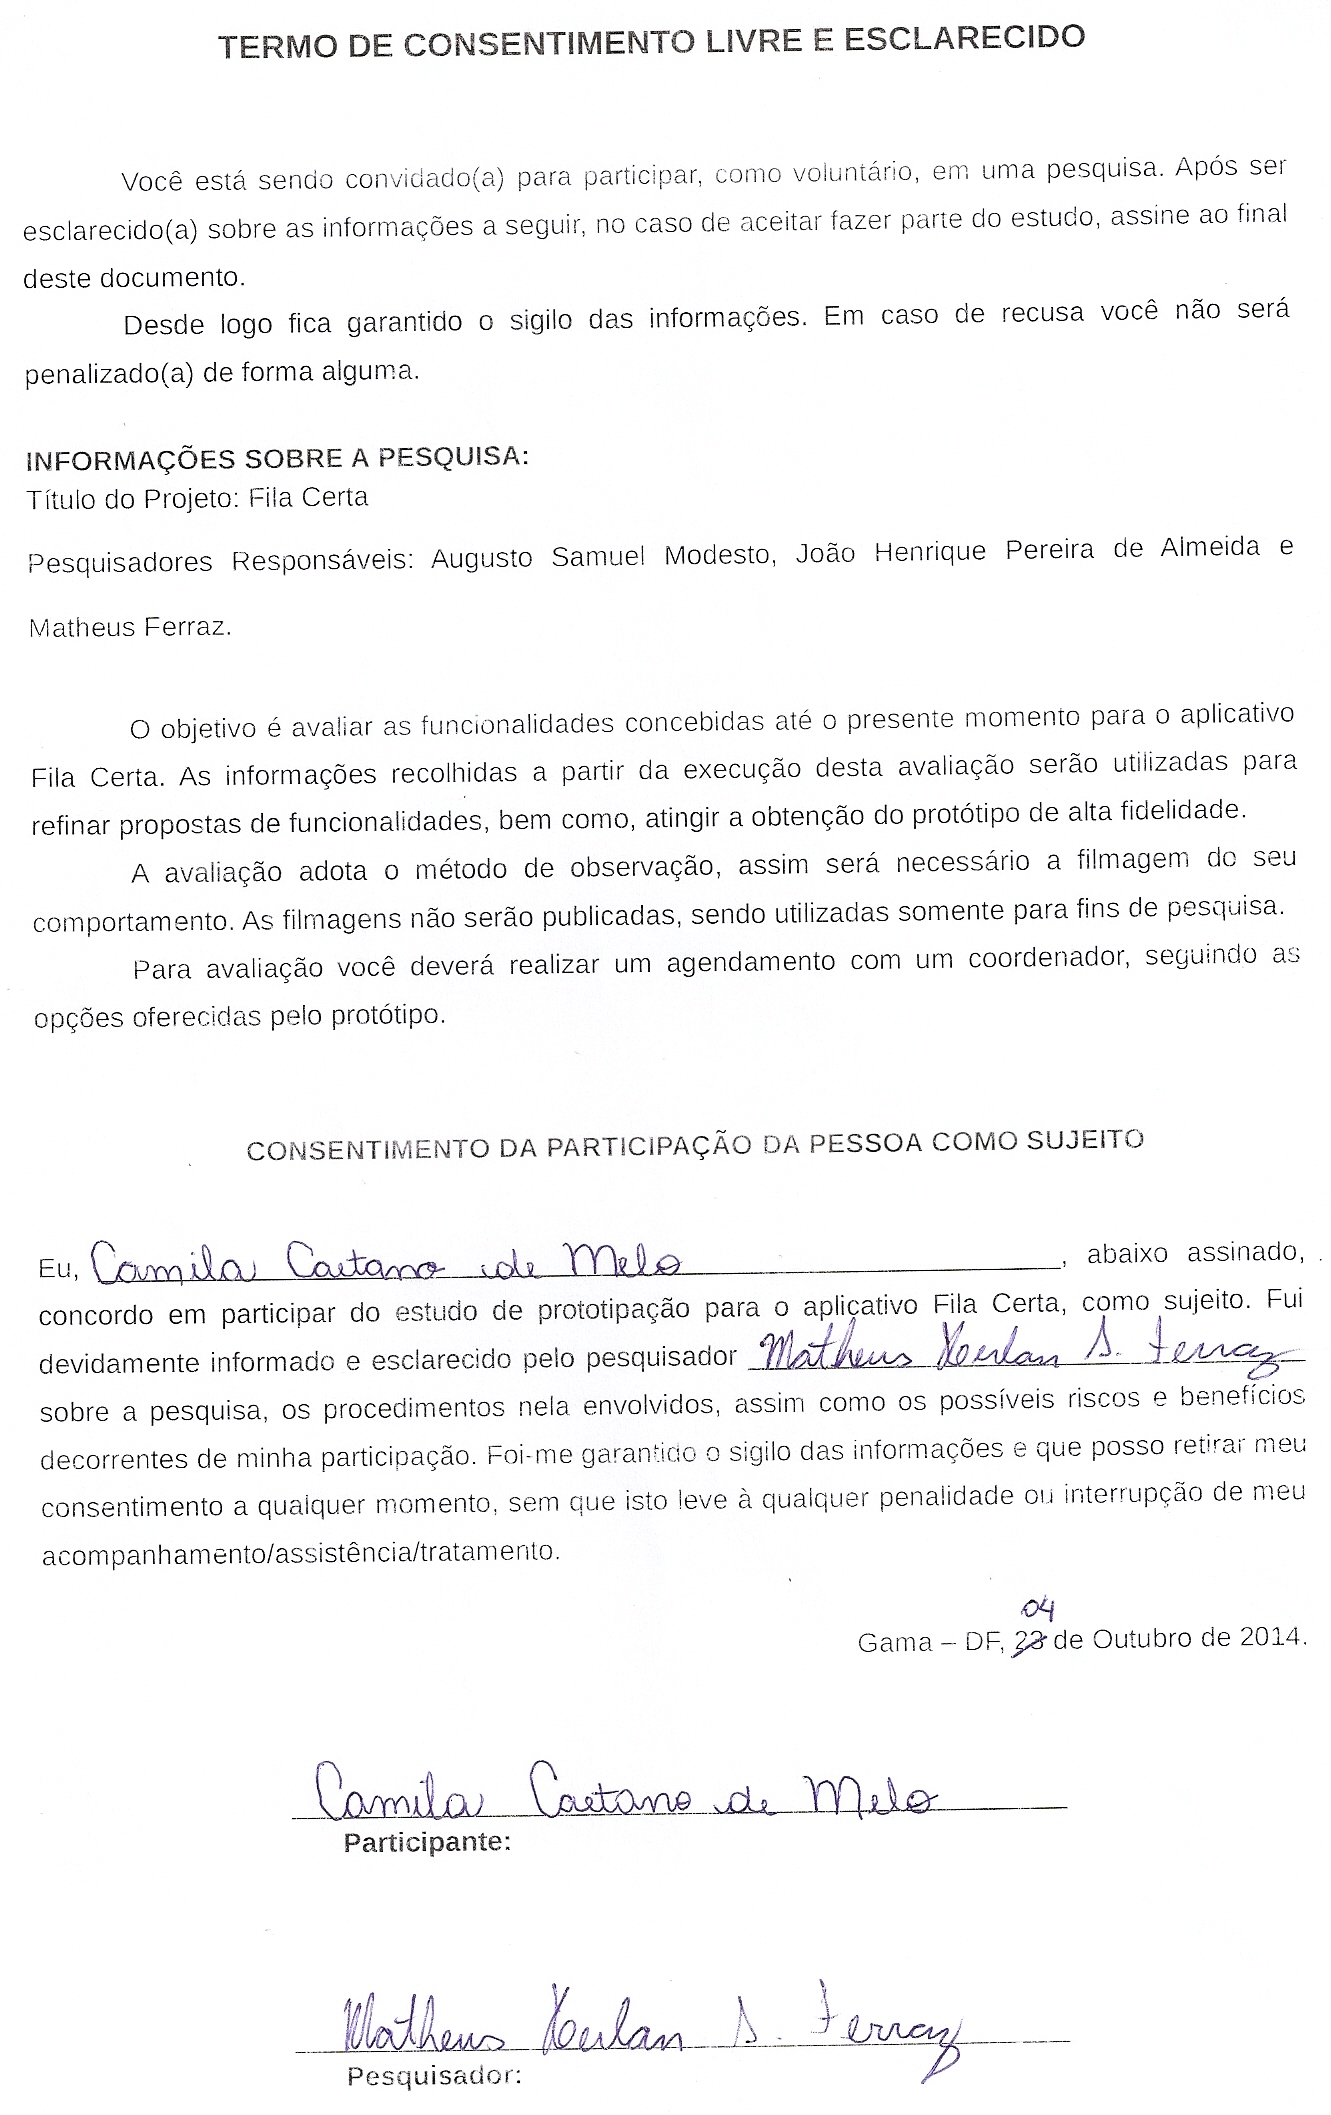 TERMO DE CONSENTIMENTO LIVRE E ESCLARECIDO
Você está sendo convidado(a) para participar, como voluntário, em uma pesquisa. Após ser
esclarecido(a) sobre as informações a seguir, no caso de aceitar fazer parte do estudo, assine ao final
deste documento.
Desde logo fica garantido o sigilo das informações. Em caso de recusa você não será
penalizado(a) de forma alguma.
INFORMAÇÕES SOBRE A PESQUISA:
Título do Projeto: Fila Certa
Pesquisadores Responsáveis: Augusto Samuel Modesto, João Henrique Pereira de Almeida e
Matheus Ferraz.
O objetivo é avaliar as funcionalidades concebidas até o presente momento para o aplicativo
Fila Certa. As informações recolhidas a partir da execução desta avaliação serão utilizadas para
refinar propostas de funcionalidades, bem como, atingir a obtenção do protótipo de alta fidelidade.
A avaliação adota o método de observação, assim será necessário a filmagem do seu
comportamento. As filmagens não serão publicadas, sendo utilizadas somente para fins de pesquisa.
Para avaliação você deverá realizar um agendamento com um coordenador, seguindo as
opções oferecidas pelo protótipo.
CONSENTIMENTO DA PARTICIPAÇÃO DA PESSOA COMO SUJEITO
Eu, Camila Caetano de Melo, abaixo assinado,
concordo em participar do estudo de prototipação para o aplicativo Fila Certa, como sujeito. Fui
devidamente informado e esclarecido pelo pesquisador Matheus S. Ferraz
sobre a pesquisa, os procedimentos nela envolvidos, assim como os possíveis riscos e benefícios
decorrentes de minha participação. Foi-me garantido o sigilo das informações e que posso retirar meu
consentimento a qualquer momento, sem que isto leve à qualquer penalidade ou interrupção de meu
acompanhamento/assistência/tratamento.
04
Gama – DF, 23 de Outubro de 2014.
Camila Caetano de Melo
Participante:
Matheus S. Ferraz
Pesquisador: